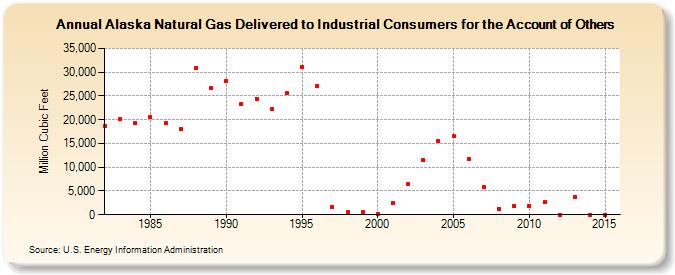 Annual Alaska Natural Gas Delivered to Industrial Consumers for the Account of Others
Million Cubic Feet
35,000
30,000
25,000
20,000
15,000
10,000
5,000
0
1985 1990 1995 2000 2005 2010 2015
Source: U.S. Energy Information Administration